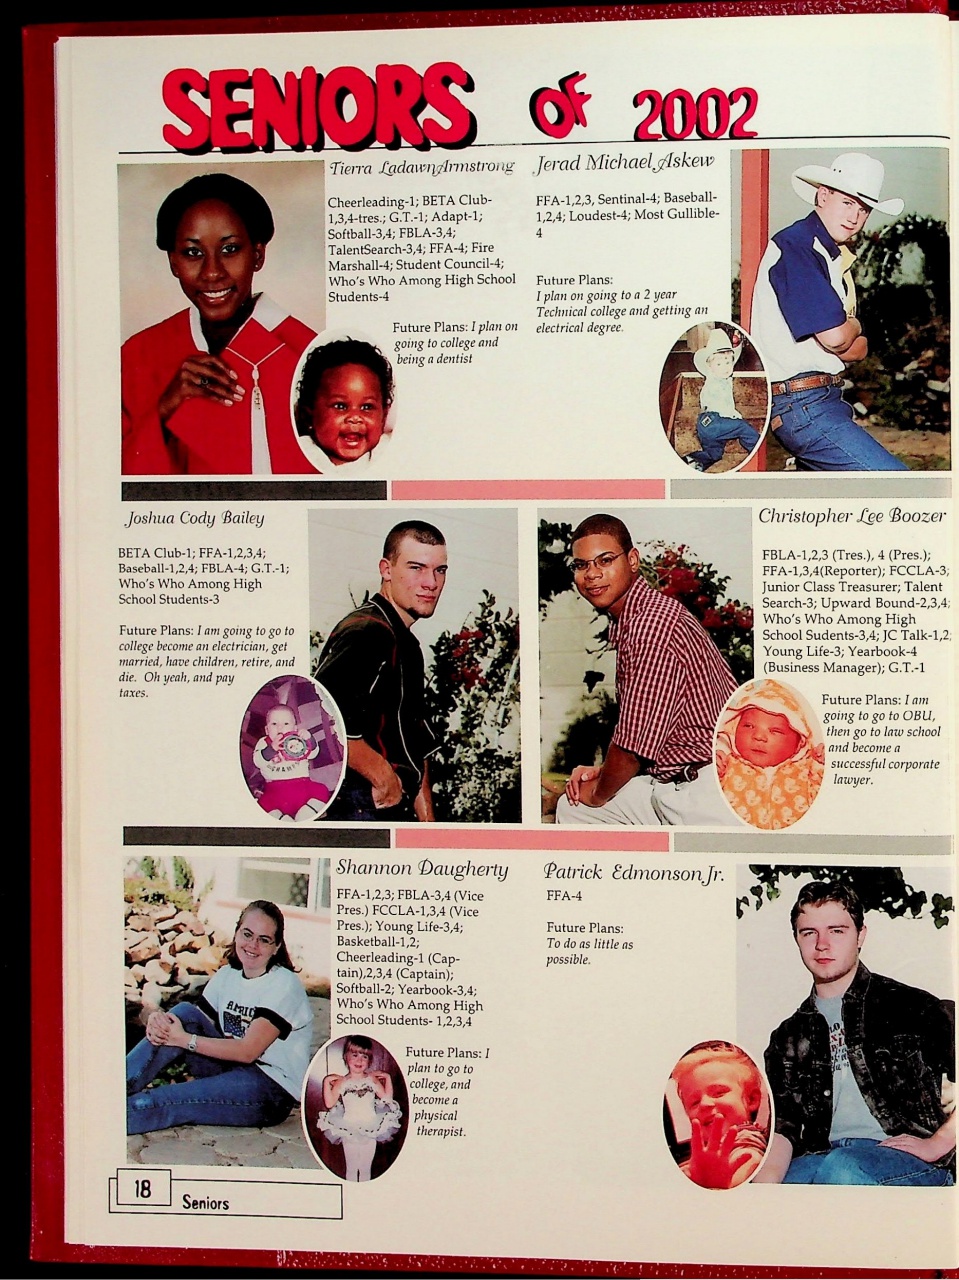 SENIORS OF 2002
Tierra Ladawn Armstrong
Cheerleading-1; BETA Club-
1,3,4-tres.; G.T.-1; Adapt-1;
Softball-3,4; FBLA-3,4;
TalentSearch-3,4; FFA-4; Fire
Marshall-4; Student Council-4;
Who's Who Among High School
Students-4
Future Plans: I plan on
going to college and
being a dentist
Jerad Michael Askew
FFA-1,2,3, Sentinal-4; Baseball-
1,2,4; Loudest-4; Most Gullible-
4
Future Plans:
I plan on going to a 2 year
Technical college and getting an
electrical degree.
Joshua Cody Bailey
BETA Club-1; FFA-1,2,3,4;
Baseball-1,2,4; FBLA-4; G.T.-1;
Who's Who Among High
School Students-3
Future Plans: I am going to go to
college become an electrician, get
married, have children, retire, and
die. Oh yeah, and pay
taxes.
Christopher Lee Boozer
FBLA-1,2,3 (Tres.), 4 (Pres.);
FFA-1,3,4(Reporter); FCCLA-3;
Junior Class Treasurer; Talent
Search-3; Upward Bound-2,3,4;
Who's Who Among High
School Sudents-3,4; JC Talk-1,2;
Young Life-3; Yearbook-4
(Business Manager); G.T.-1
Future Plans: I am
going to go to OBU,
then go to law school
and become a
successful corporate
lawyer.
Shannon Daugherty
FFA-1,2,3; FBLA-3,4 (Vice
Pres.) FCCLA-1,3,4 (Vice
Pres.); Young Life-3,4;
Basketball-1,2;
Cheerleading-1 (Cap-
tain),2,3,4 (Captain);
Softball-2; Yearbook-3,4;
Who's Who Among High
School Students- 1,2,3,4
Future Plans: I
plan to go to
college, and
become a
physical
therapist.
Patrick Edmonson Jr.
FFA-4
Future Plans:
To do as little as
possible.
18
Seniors